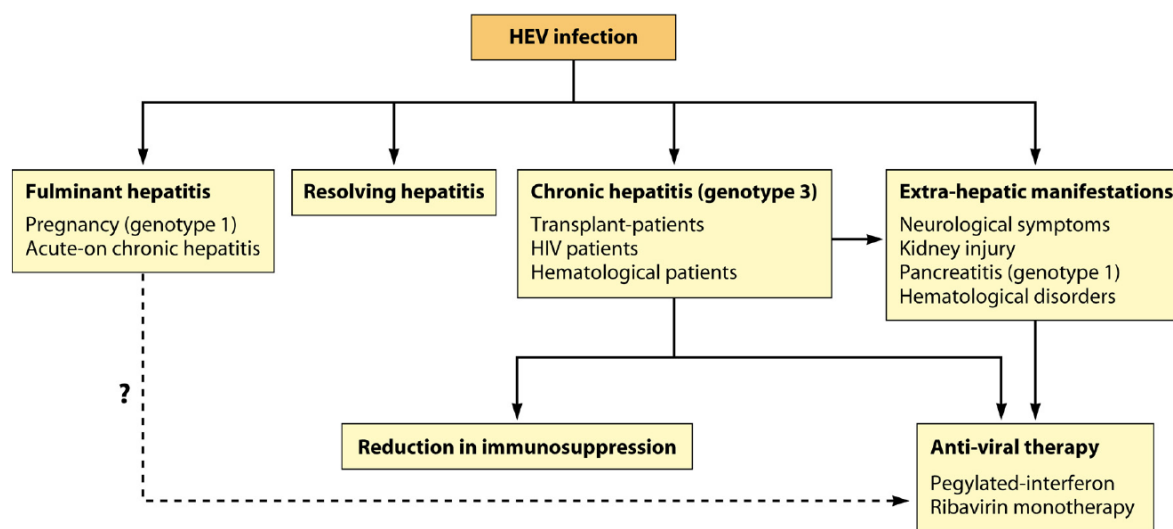 HEV infection
Fulminant hepatitis
Pregnancy (genotype 1)
Acute-on chronic hepatitis
Resolving hepatitis
Chronic hepatitis (genotype 3)
Transplant-patients
HIV patients
Hematological patients
Extra-hepatic manifestations
Neurological symptoms
Kidney injury
Pancreatitis (genotype 1)
Hematological disorders
?
Reduction in immunosuppression
Anti-viral therapy
Pegylated-interferon
Ribavirin monotherapy